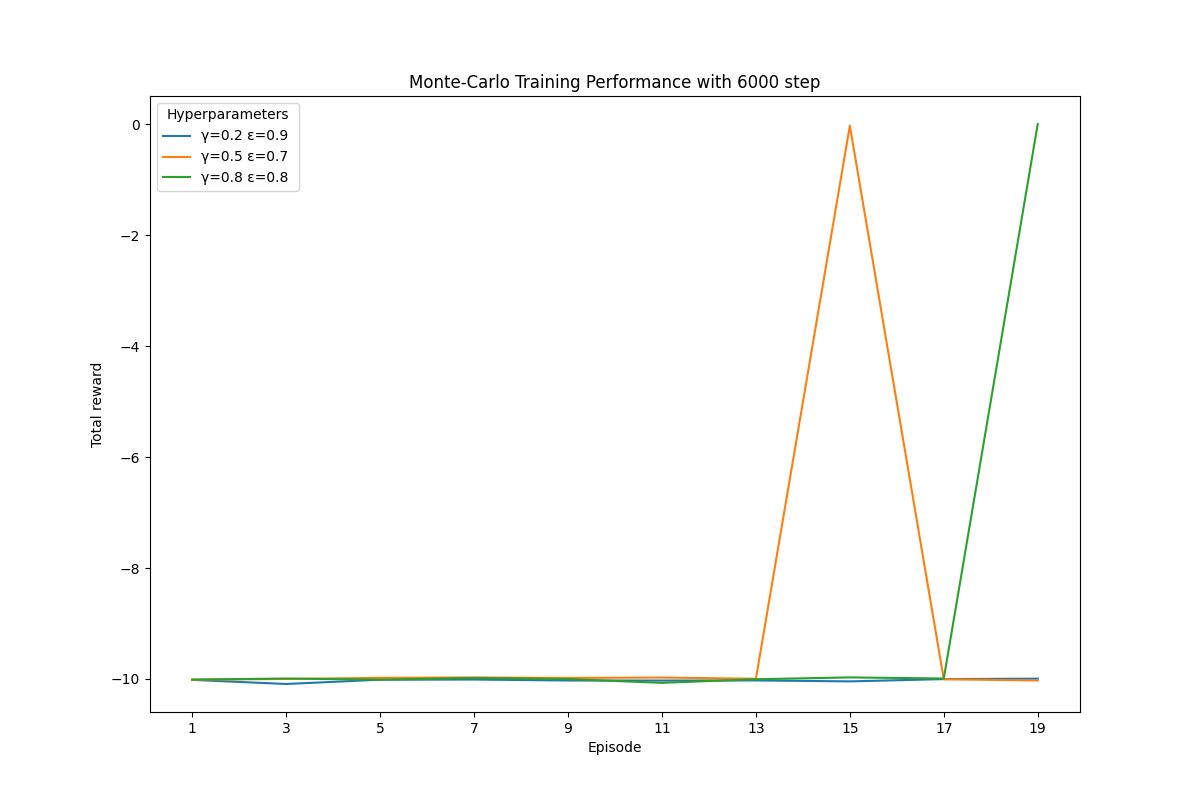 Monte-Carlo Training Performance with 6000 step
Hyperparameters
γ=0.2 ε=0.9
γ=0.5 ε=0.7
γ=0.8 ε=0.8
0
−2
−4
−6
−8
−10
Total reward
1 3 5 7 9 11 13 15 17 19
Episode